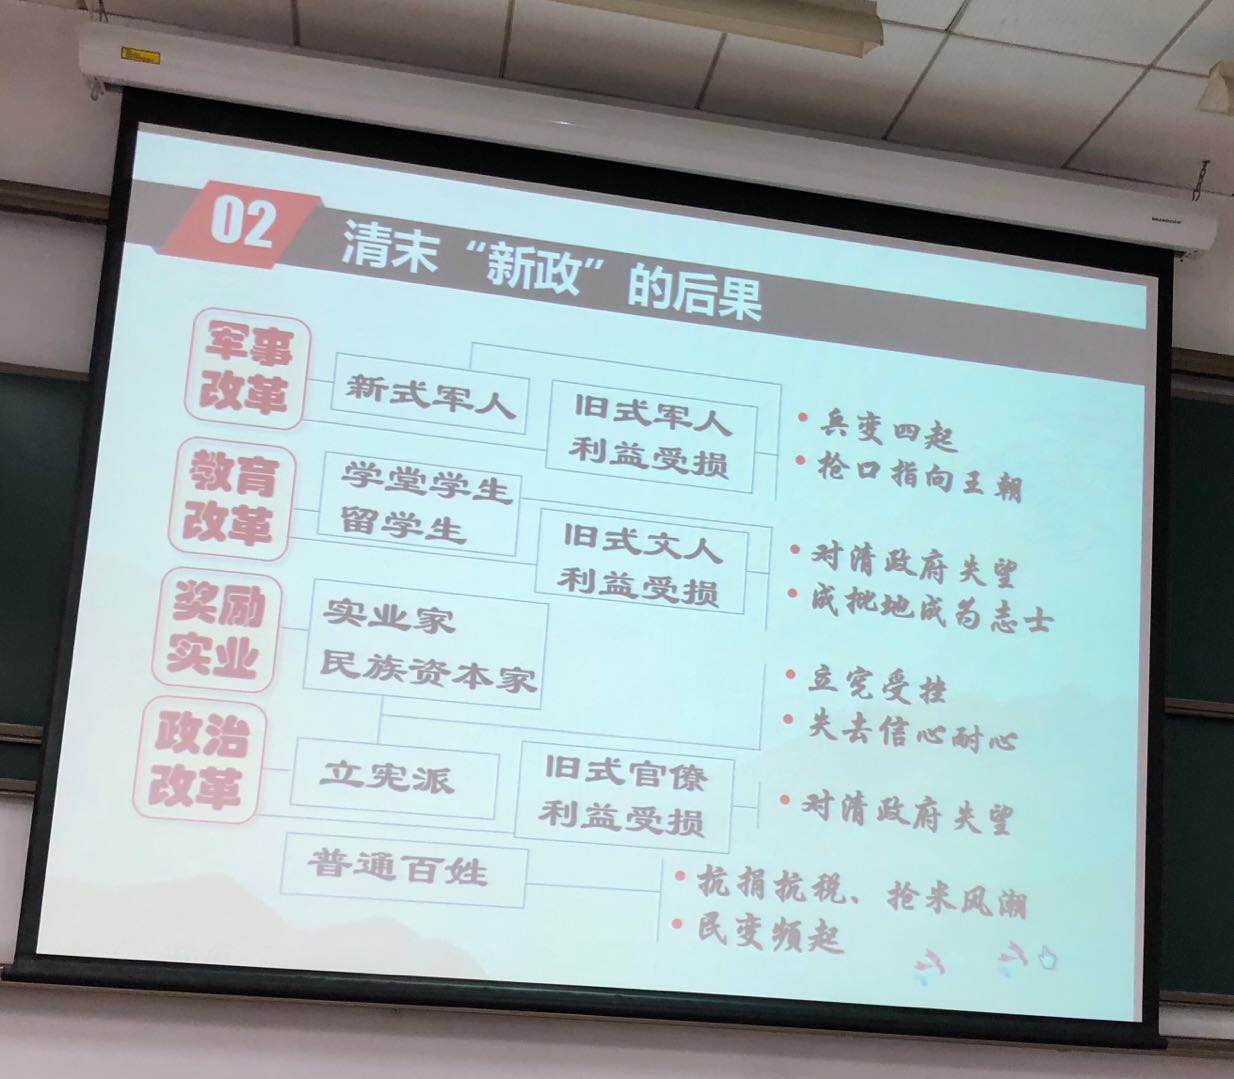 02
清末“新政”的后果
军事
改革
新式军人
旧式军人
利益受损
兵变四起
抢口指向王朝
教育
改革
学堂学生
留学生
旧式文人
利益受损
对清政府失望
成批地成为志士
奖励
实业
实业家
民族资本家
立宪受挫
失去信心耐心
政治
改革
立宪派
旧式官僚
利益受损
对清政府失望
普通百姓
抗捐抗税、抢米风潮
民变频起